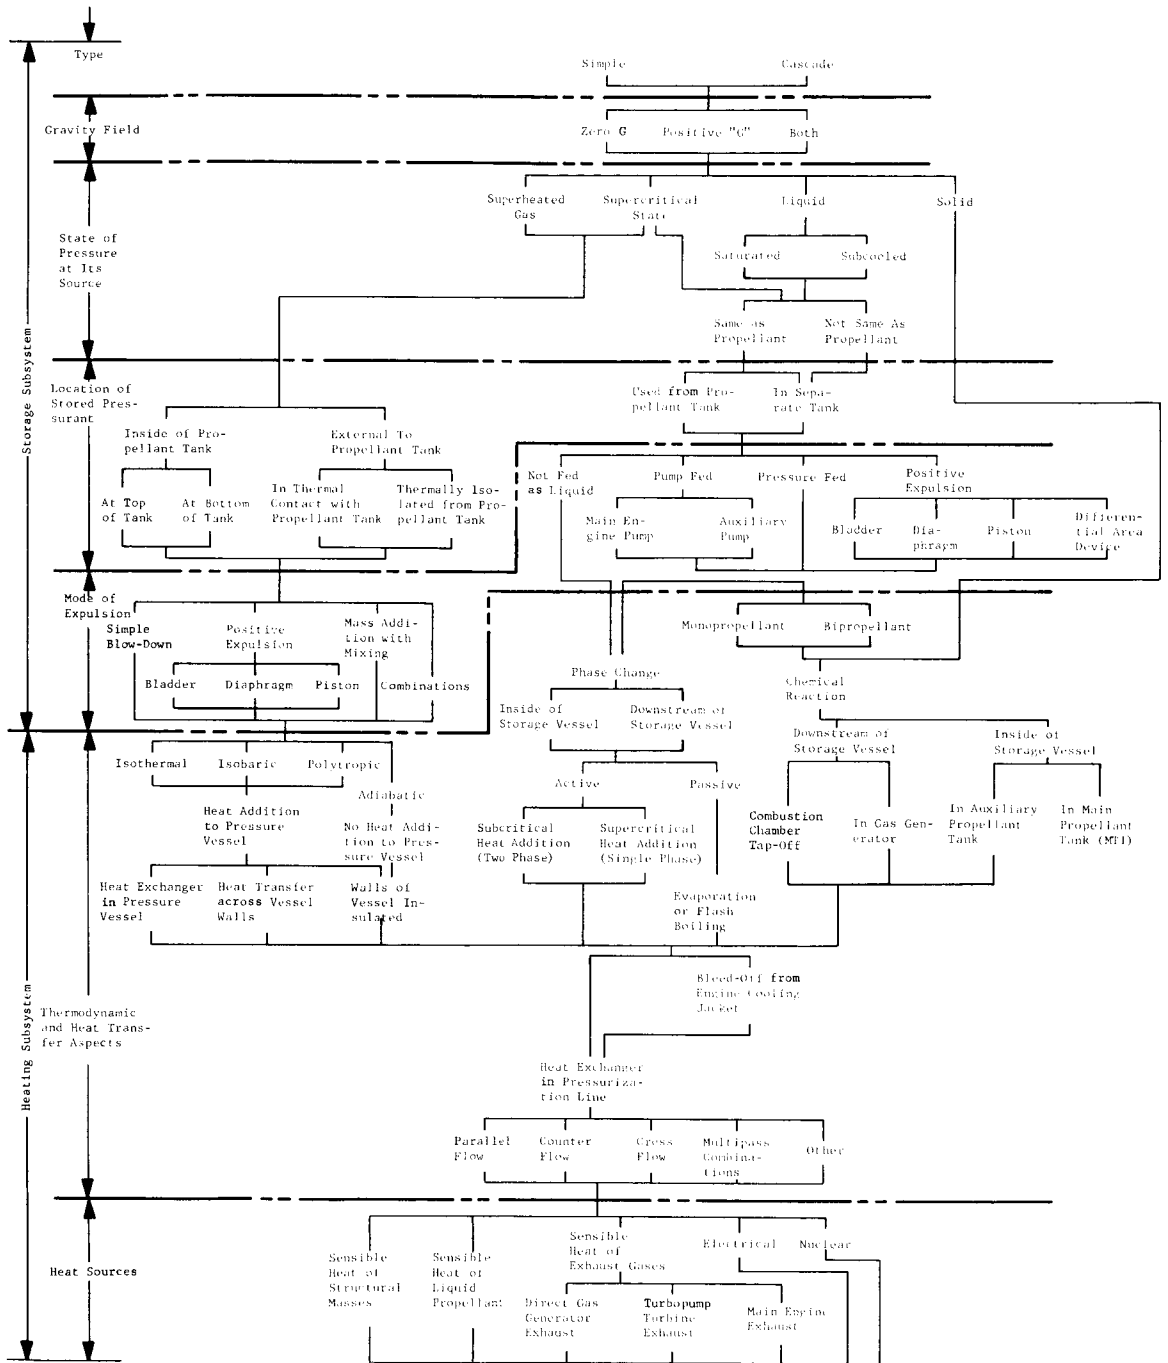 Type
Simple
Cascade
Gravity Field
Zero G
Positive "G"
Both
Superheated
Gas
Supercritical
State
Liquid
Solid
State of
Pressure
at Its
Source
Saturated
Subcooled
Same as
Propellant
Not Same As
Propellant
Storage Subsystem
Location of
Stored Pres-
surant
Used from Pro-
pellant Tank
In Sepa-
rate Tank
Inside of Pro-
pellant Tank
External To
Propellant Tank
At Top
of Tank
At Bottom
of Tank
In Thermal
Contact with
Propellant Tank
Thermally Iso-
lated from Pro-
pellant Tank
Not Fed
as Liquid
Pump Fed
Pressure Fed
Positive
Expulsion
Main En-
gine Pump
Auxiliary
Pump
Bladder
Dia-
phragm
Piston
Differen-
tial Area
Device
Mode of
Expulsion
Simple
Blow-Down
Positive
Expulsion
Mass Addi-
tion with
Mixing
Bladder
Diaphragm
Piston
Combinations
Monopropellant
Bipropellant
Phase Change
Chemical
Reaction
Inside of
Storage Vessel
Downstream of
Storage Vessel
Downstream of
Storage Vessel
Inside of
Storage Vessel
Isothermal
Isobaric
Polytropic
Adiabatic
Active
Passive
Heat Addition
to Pressure
Vessel
No Heat Addi-
tion to Pres-
sure Vessel
Subcritical
Heat Addition
(Two Phase)
Supercritical
Heat Addition
(Single Phase)
Combustion
Chamber
Tap-Off
In Gas Gen-
erator
In Auxiliary
Propellant
Tank
In Main
Propellant
Tank (MTI)
Heat Exchanger
in Pressure
Vessel
Heat Transfer
across Vessel
Walls
Walls of
Vessel In-
sulated
Evaporation
or Flash
Boiling
Heating Subsystem
Thermodynamic
and Heat Trans-
fer Aspects
Bleed-Off from
Engine Cooling
Jacket
Heat Exchanger
in Pressuriza-
tion Line
Parallel
Flow
Counter
Flow
Cross
Flow
Multipass
Combina-
tions
Other
Heat Sources
Sensible
Heat of
Structural
Masses
Sensible
Heat of
Liquid
Propellant
Sensible
Heat of
Exhaust Gases
Electrical
Nuclear
Direct Gas
Generator
Exhaust
Turbopump
Turbine
Exhaust
Main Engine
Exhaust